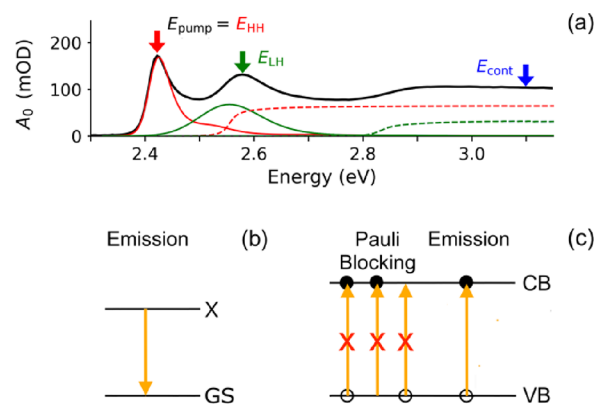 (a)
E_pump = E_HH
E_LH
E_cont
A_0 (mOD)
200
100
0
2.4 2.6 2.8 3.0
Energy (eV)
Emission (b)
X
GS
Pauli
Blocking
Emission (c)
CB
X X X
VB